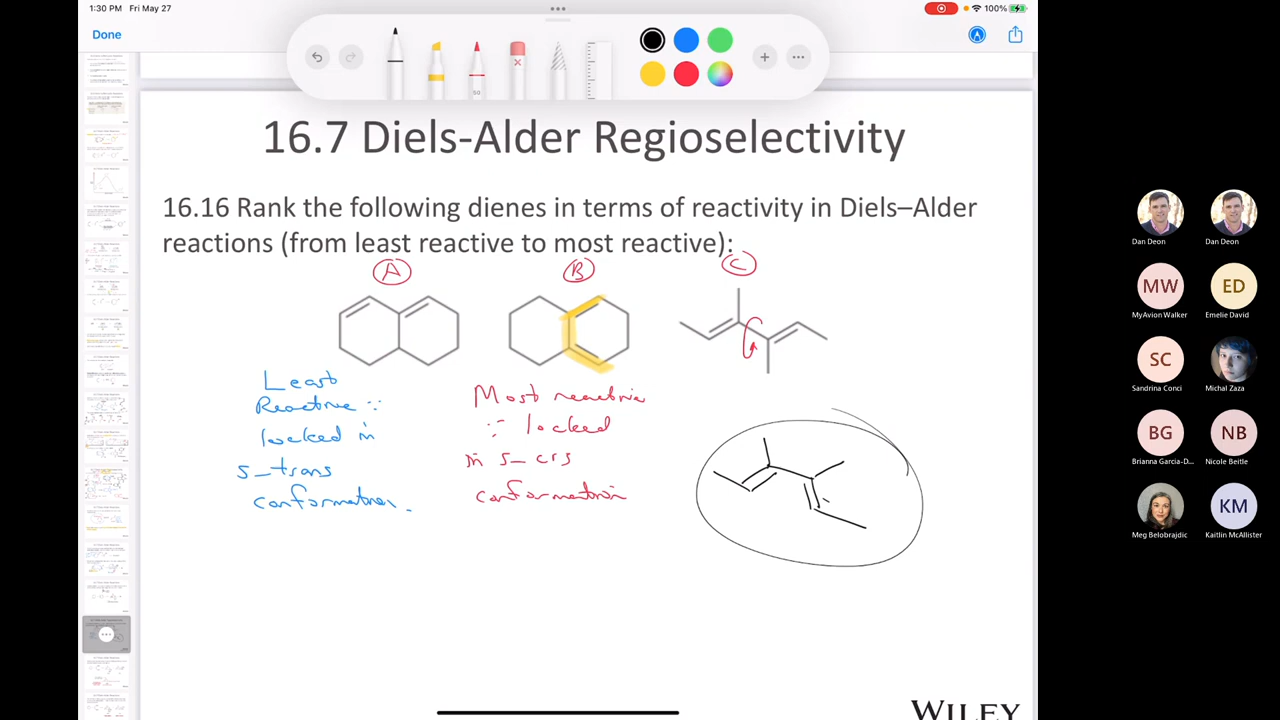 1:30 PM Fri May 27
100%
Done
16.7 Diels-Alder Regioselectivity
16.16 Rank the following dienes in terms of reactivity in Diels–Alder
reactions (from least reactive to most reactive):
A
B
C
Least
Reactive ∵
locked in
s-trans
conformation.
Most reactive
∵ locked
in s-cis
conformation
WILEY
Dan Deon
Dan Deon
MW
ED
MyAvion Walker
Emelie David
SC
Sandrina Conci
Michal Zaza
BG
NB
Brianna Garcia-D...
Nicole Beitle
KM
Meg Belobrajdic
Kaitlin McAllister